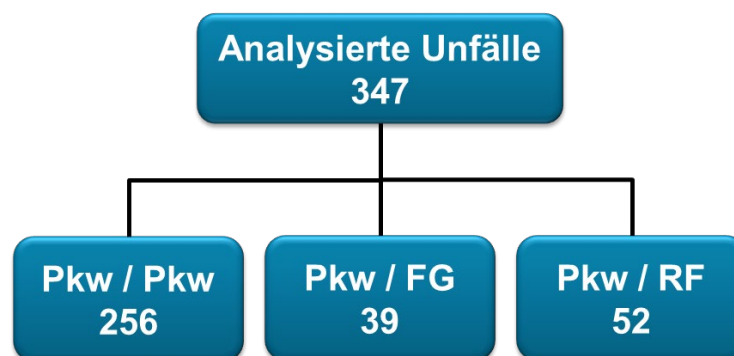 Analysierte Unfälle
347
Pkw / Pkw
256
Pkw / FG
39
Pkw / RF
52